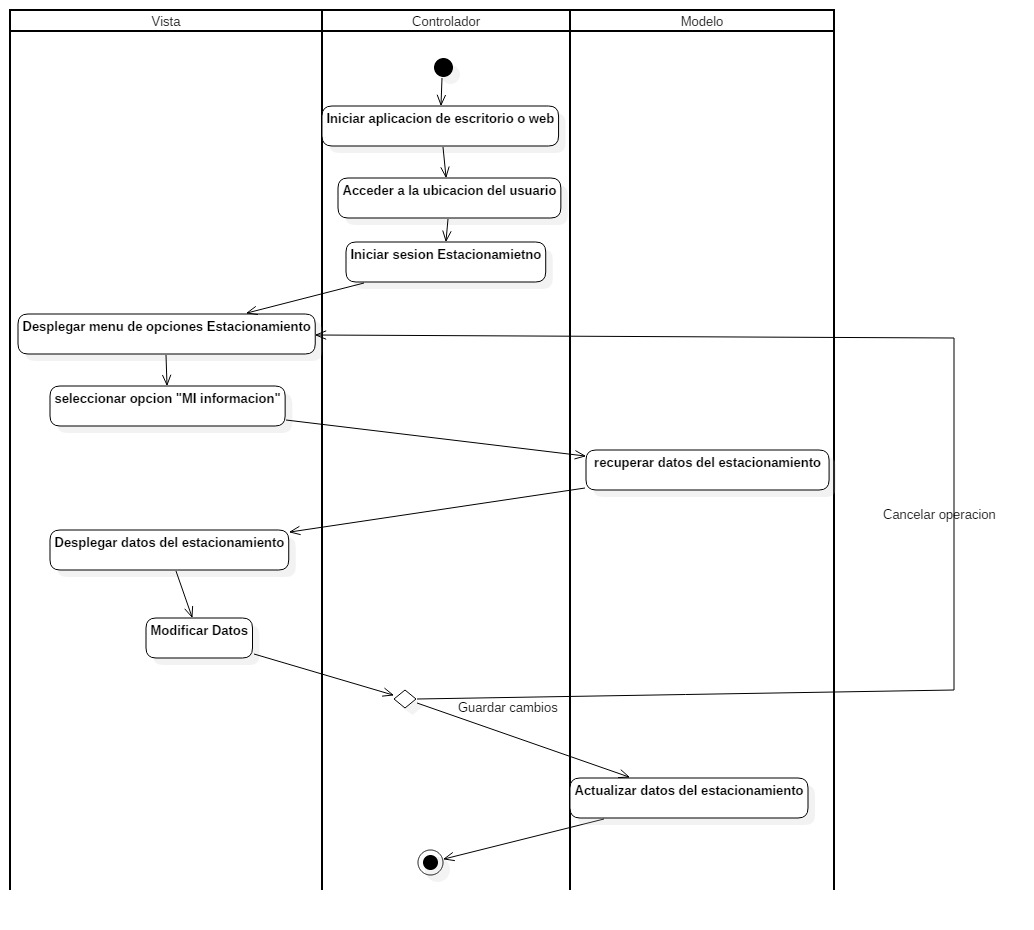 Vista
Controlador
Modelo
Iniciar aplicacion de escritorio o web
Acceder a la ubicacion del usuario
Iniciar sesion Estacionamietno
Desplegar menu de opciones Estacionamiento
seleccionar opcion "MI informacion"
recuperar datos del estacionamiento
Cancelar operacion
Desplegar datos del estacionamiento
Modificar Datos
Guardar cambios
Actualizar datos del estacionamiento